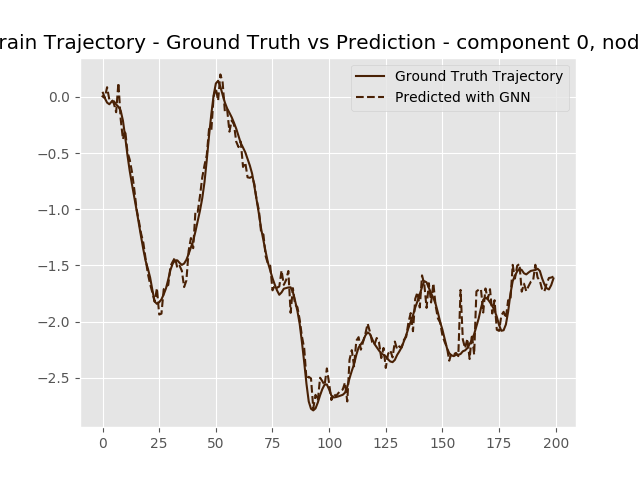 rain Trajectory - Ground Truth vs Prediction - component 0, nod
Ground Truth Trajectory
Predicted with GNN
0.0
−0.5
−1.0
−1.5
−2.0
−2.5
0 25 50 75 100 125 150 175 200